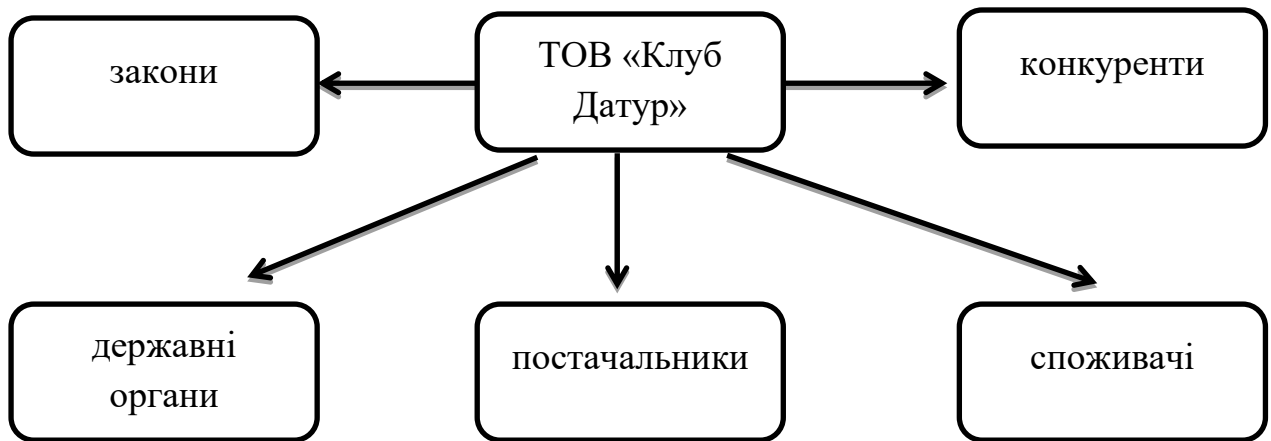 закони
ТОВ «Клуб
Датур»
конкуренти
державні
органи
постачальники
споживачі